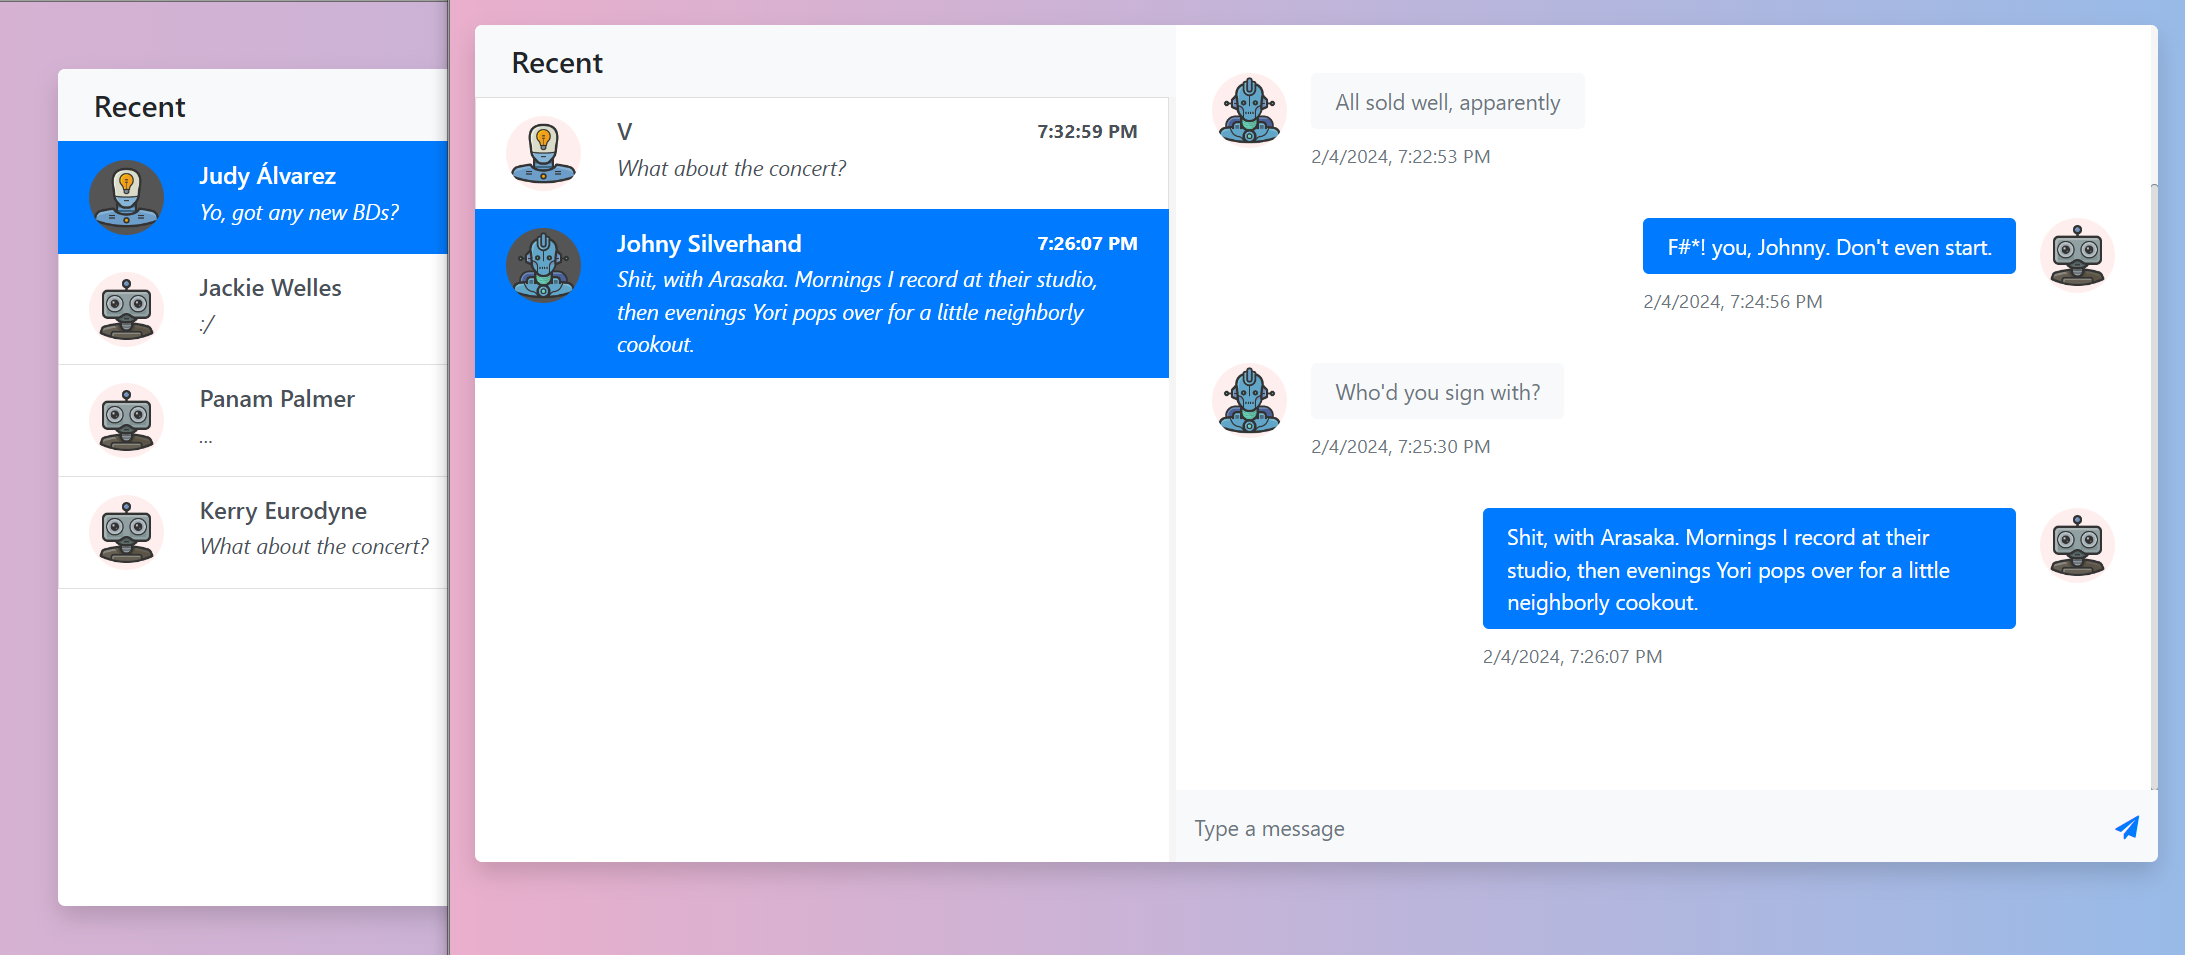 Recent
Judy Álvarez
Yo, got any new BDs?
Jackie Welles
:/
Panam Palmer
...
Kerry Eurodyne
What about the concert?
Recent
V
7:32:59 PM
What about the concert?
Johny Silverhand
7:26:07 PM
Shit, with Arasaka. Mornings I record at their studio,
then evenings Yori pops over for a little neighborly
cookout.
All sold well, apparently
2/4/2024, 7:22:53 PM
F#*! you, Johnny. Don't even start.
2/4/2024, 7:24:56 PM
Who'd you sign with?
2/4/2024, 7:25:30 PM
Shit, with Arasaka. Mornings I record at their
studio, then evenings Yori pops over for a little
neighborly cookout.
2/4/2024, 7:26:07 PM
Type a message